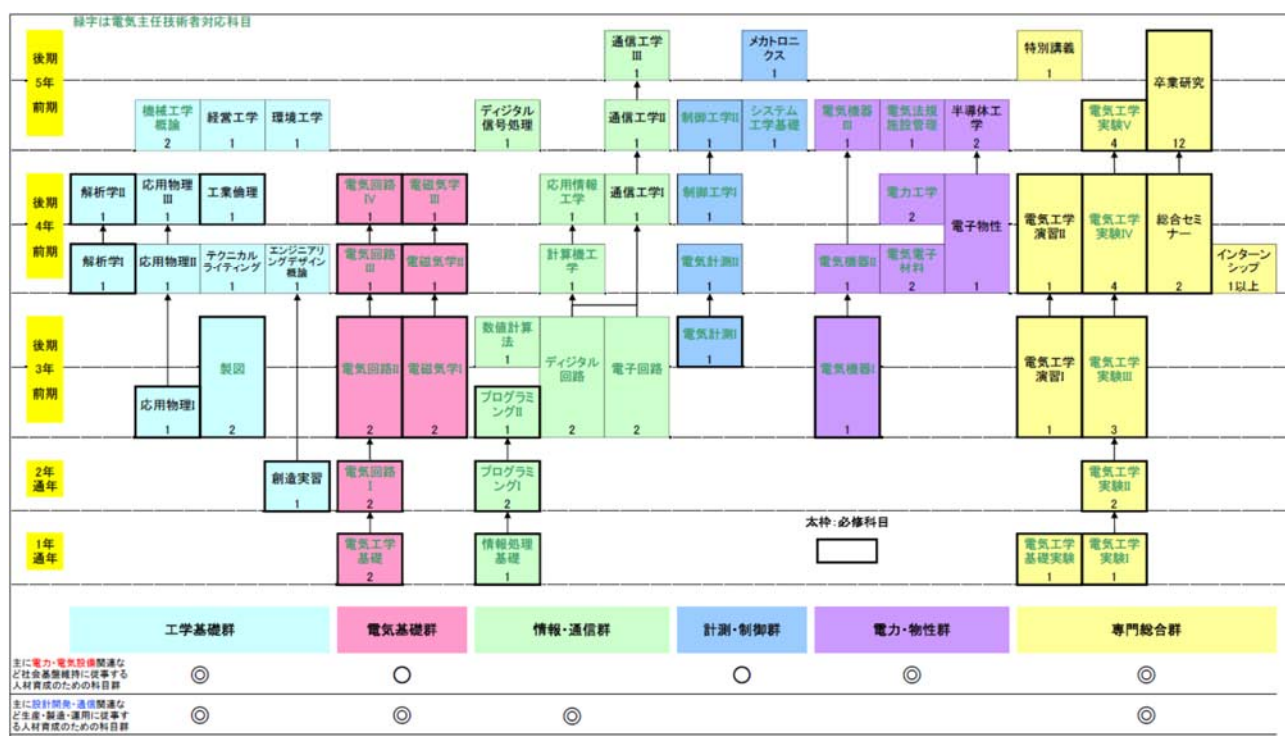 緑字は電気主任技術者対応科目
後期
5年
前期
通信工学
III
1
メカトロニ
クス
1
特別講義
1
卒業研究
12
機械工学
概論
2
経営工学
1
環境工学
1
ディジタル
信号処理
1
通信工学II
1
制御工学II
1
システム
工学基礎
1
電気機器
III
1
電気法規
施設管理
1
半導体工
学
2
電気工学
実験V
4
後期
4年
前期
解析学II
1
応用物理
III
1
工業倫理
1
電気回路
IV
1
電磁気学
III
1
応用情報
工学
1
通信工学I
1
制御工学I
1
電力工学
2
電子物性
1
電気工学
演習II
1
電気工学
実験IV
4
総合セミ
ナー
2
解析学I
1
応用物理II
1
テクニカル
ライティング
1
エンジニアリ
ングデザイン
概論
1
電気回路
III
1
電磁気学II
1
計算機工
学
1
電気計測II
1
電気機器II
1
電気電子
材料
2
インターン
シップ
1以上
後期
3年
前期
製図
2
電気回路II
2
電磁気学I
2
数値計算
法
1
ディジタル
回路
2
電子回路
2
電気計測I
1
電気機器I
1
電気工学
演習I
1
電気工学
実験III
3
応用物理I
1
プログラミ
ングII
1
2年
通年
創造実習
1
電気回路
I
2
プログラミ
ングI
2
電気工学
実験II
2
太枠:必修科目
1年
通年
電気工学
基礎
2
情報処理
基礎
1
電気工学
基礎実験
1
電気工学
実験I
1
工学基礎群
電気基礎群
情報・通信群
計測・制御群
電力・物性群
専門総合群
主に電力・電気設備関連な
ど社会基盤維持に従事する
人材育成のための科目群
◎ ○ ○ ◎ ◎
主に設計開発・通信関連な
ど生産・製造・運用に従事す
る人材育成のための科目群
◎ ◎ ◎ ◎